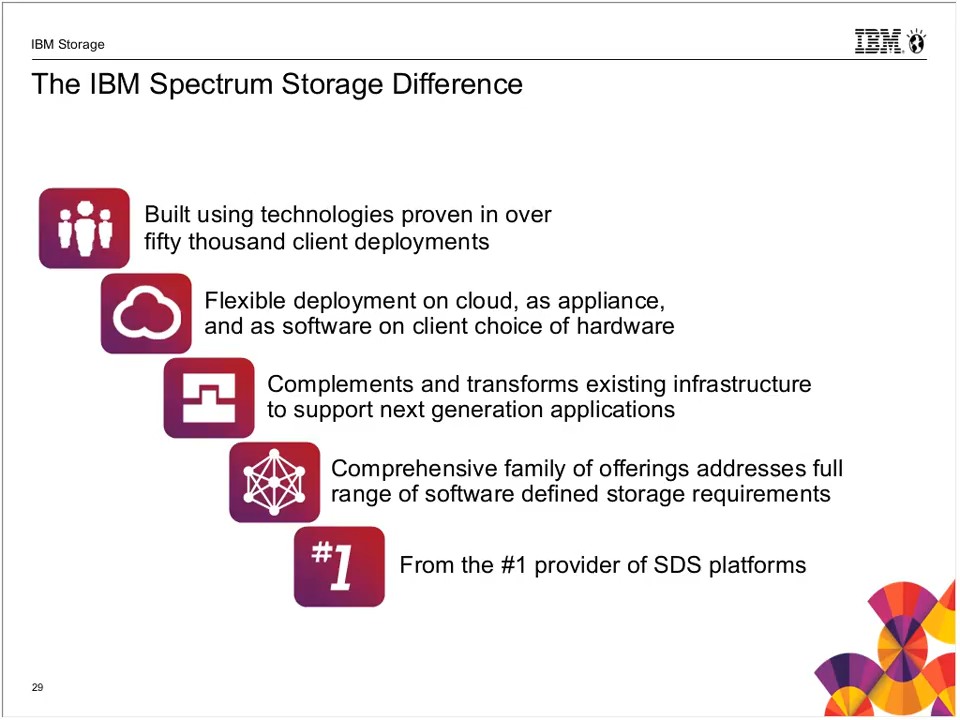 IBM Storage
IBM
The IBM Spectrum Storage Difference
Built using technologies proven in over
fifty thousand client deployments
Flexible deployment on cloud, as appliance,
and as software on client choice of hardware
Complements and transforms existing infrastructure
to support next generation applications
Comprehensive family of offerings addresses full
range of software defined storage requirements
#1
From the #1 provider of SDS platforms
29